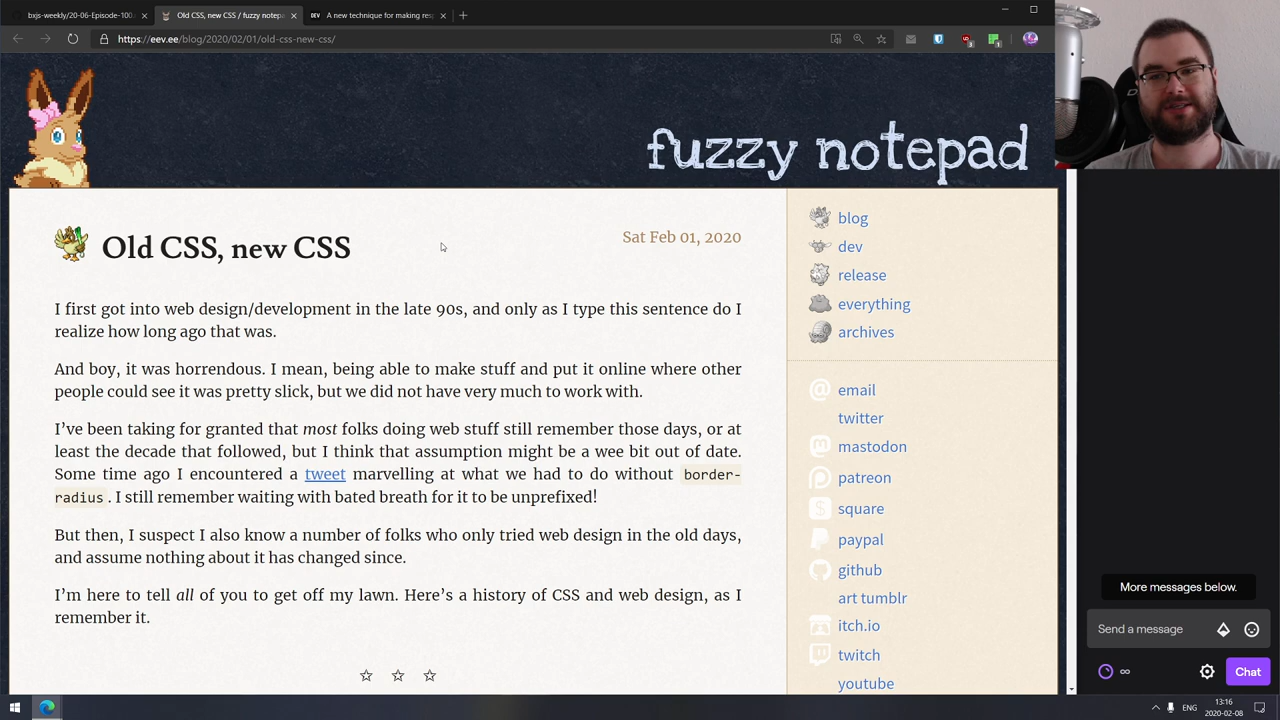 bxjs-weekly/20-06-Episode-100.
Old CSS, new CSS / fuzzy notepa
DEV A new technique for making res
https://eev.ee/blog/2020/02/01/old-css-new-css/
fuzzy notepad
Old CSS, new CSS
Sat Feb 01, 2020
I first got into web design/development in the late 90s, and only as I type this sentence do I
realize how long ago that was.
And boy, it was horrendous. I mean, being able to make stuff and put it online where other
people could see it was pretty slick, but we did not have very much to work with.
I’ve been taking for granted that most folks doing web stuff still remember those days, or at
least the decade that followed, but I think that assumption might be a wee bit out of date.
Some time ago I encountered a tweet marvelling at what we had to do without border-
radius. I still remember waiting with bated breath for it to be unprefixed!
But then, I suspect I also know a number of folks who only tried web design in the old days,
and assume nothing about it has changed since.
I’m here to tell all of you to get off my lawn. Here’s a history of CSS and web design, as I
remember it.
☆ ☆ ☆
blog
dev
release
everything
archives
email
twitter
mastodon
patreon
square
paypal
github
art tumblr
itch.io
twitch
youtube
More messages below.
Send a message
∞
Chat
ENG
13:16
2020-02-08